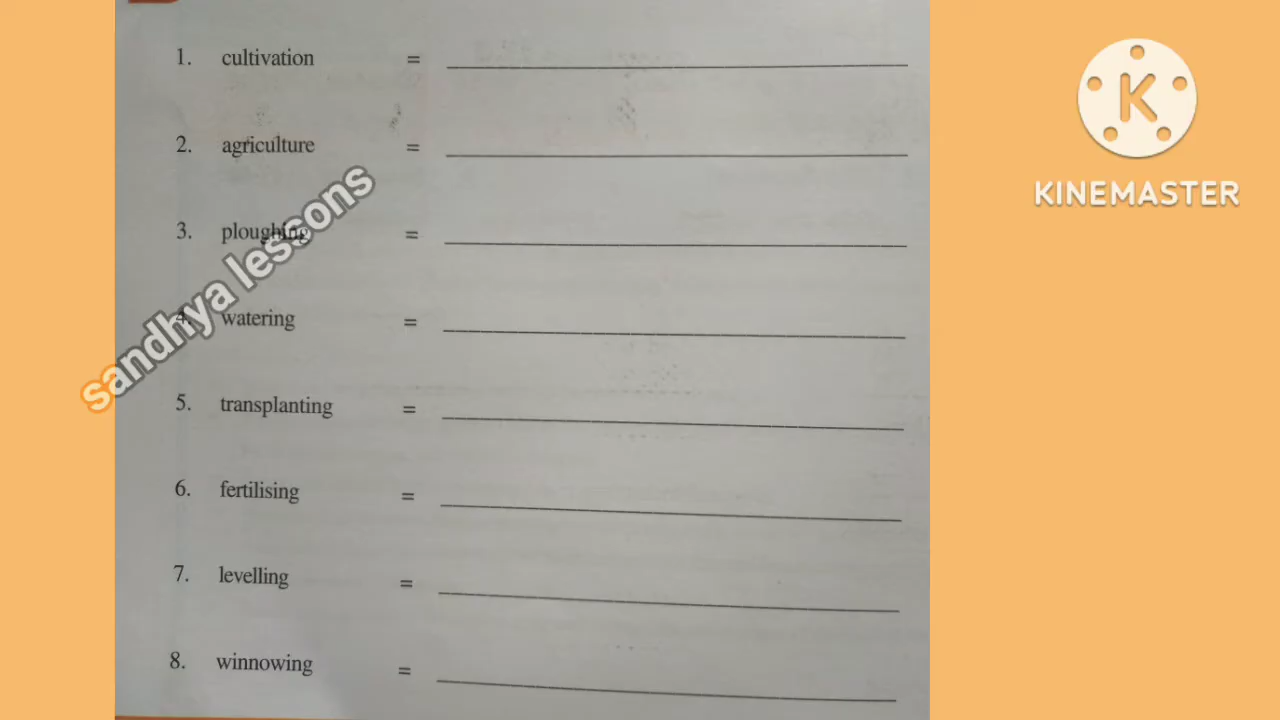 1. cultivation = 
2. agriculture = 
3. ploughing = 
4. watering = 
5. transplanting = 
6. fertilising = 
7. levelling = 
8. winnowing = 
sandhya lessons
K
KINEMASTER